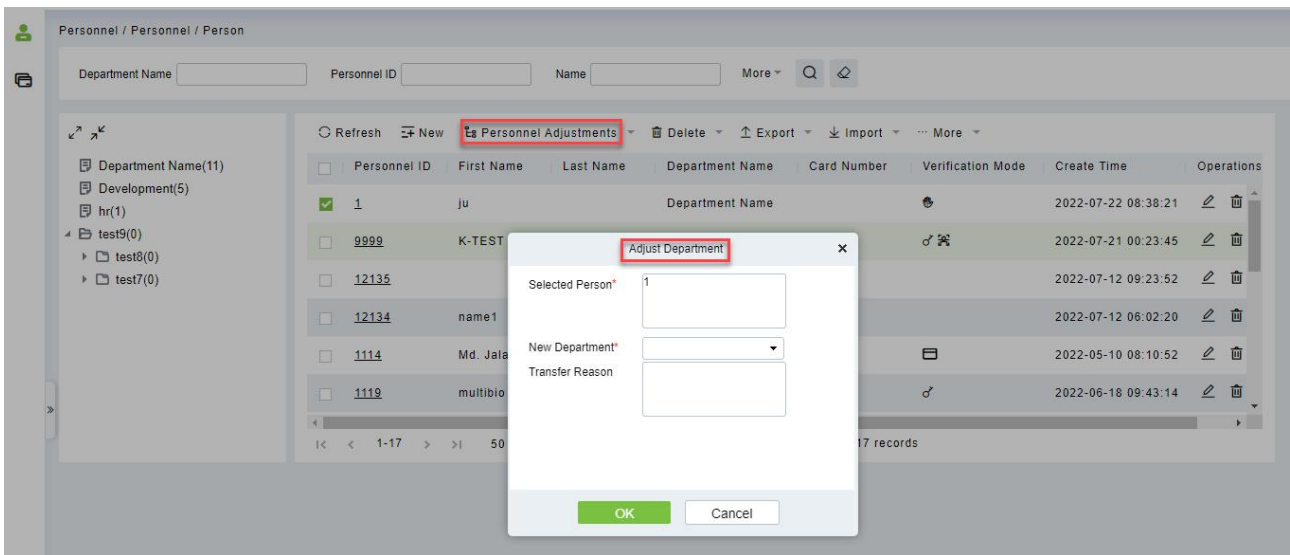 Personnel / Personnel / Person
Department Name Personnel ID Name More
Refresh New Personnel Adjustments Delete Export Import ... More
Department Name(11)
Development(5)
hr(1)
test9(0)
test8(0)
test7(0)
Personnel ID First Name Last Name Department Name Card Number Verification Mode Create Time Operations
1 ju Department Name 2022-07-22 08:38:21
9999 K-TEST 2022-07-21 00:23:45
12135 2022-07-12 09:23:52
12134 name1 2022-07-12 06:02:20
1114 Md. Jala 2022-05-10 08:10:52
1119 multibio 2022-06-18 09:43:14
1-17 50 17 records
Adjust Department
Selected Person* 1
New Department*
Transfer Reason
OK Cancel